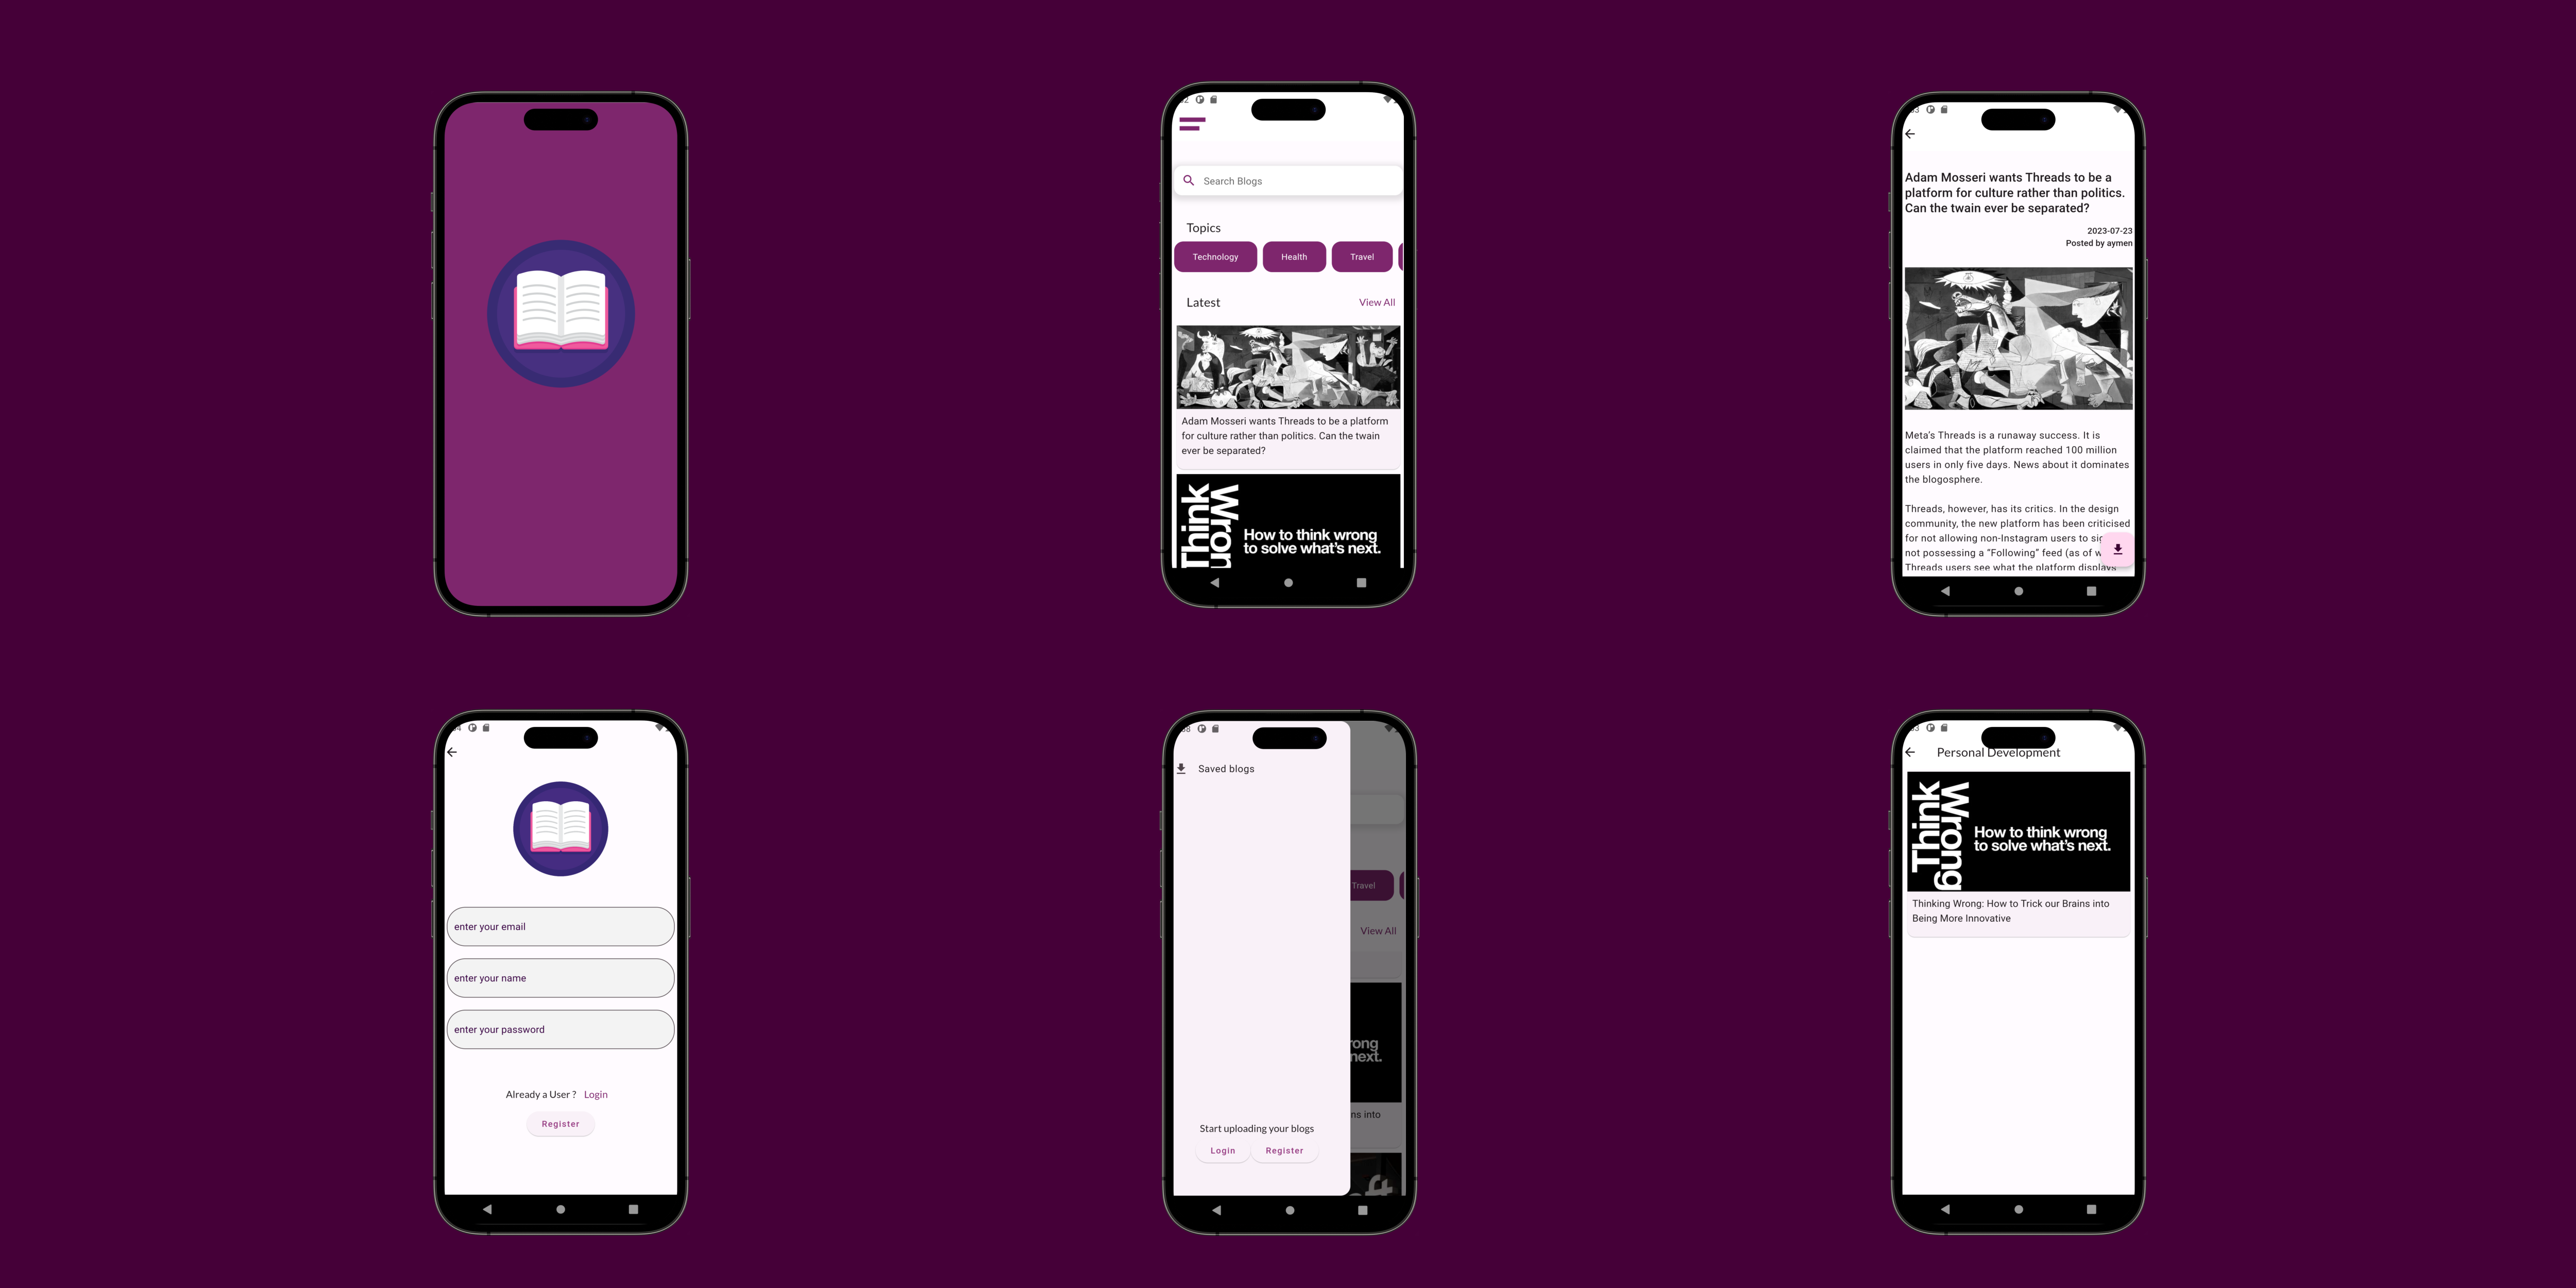 Search Blogs
Topics
Technology
Health
Travel
Latest
View All
Adam Mosseri wants Threads to be a platform
for culture rather than politics. Can the twain
ever be separated?
Think
Wron
How to think wrong
to solve what's next.
Adam Mosseri wants Threads to be a
platform for culture rather than politics.
Can the twain ever be separated?
2023-07-23
Posted by aymen
Meta's Threads is a runaway success. It is
claimed that the platform reached 100 million
users in only five days. News about it dominates
the blogosphere.
Threads, however, has its critics. In the design
community, the new platform has been criticised
for not allowing non-Instagram users to
not possessing a “Following” feed (as of
Threads users see what the platform displays
enter your email
enter your name
enter your password
Already a User ? Login
Register
Saved blogs
Travel
View All
rong
next.
ns into
Start uploading your blogs
Login
Register
Personal Development
Think
Wrong
How to think wrong
to solve what's next.
Thinking Wrong: How to Trick our Brains into
Being More Innovative